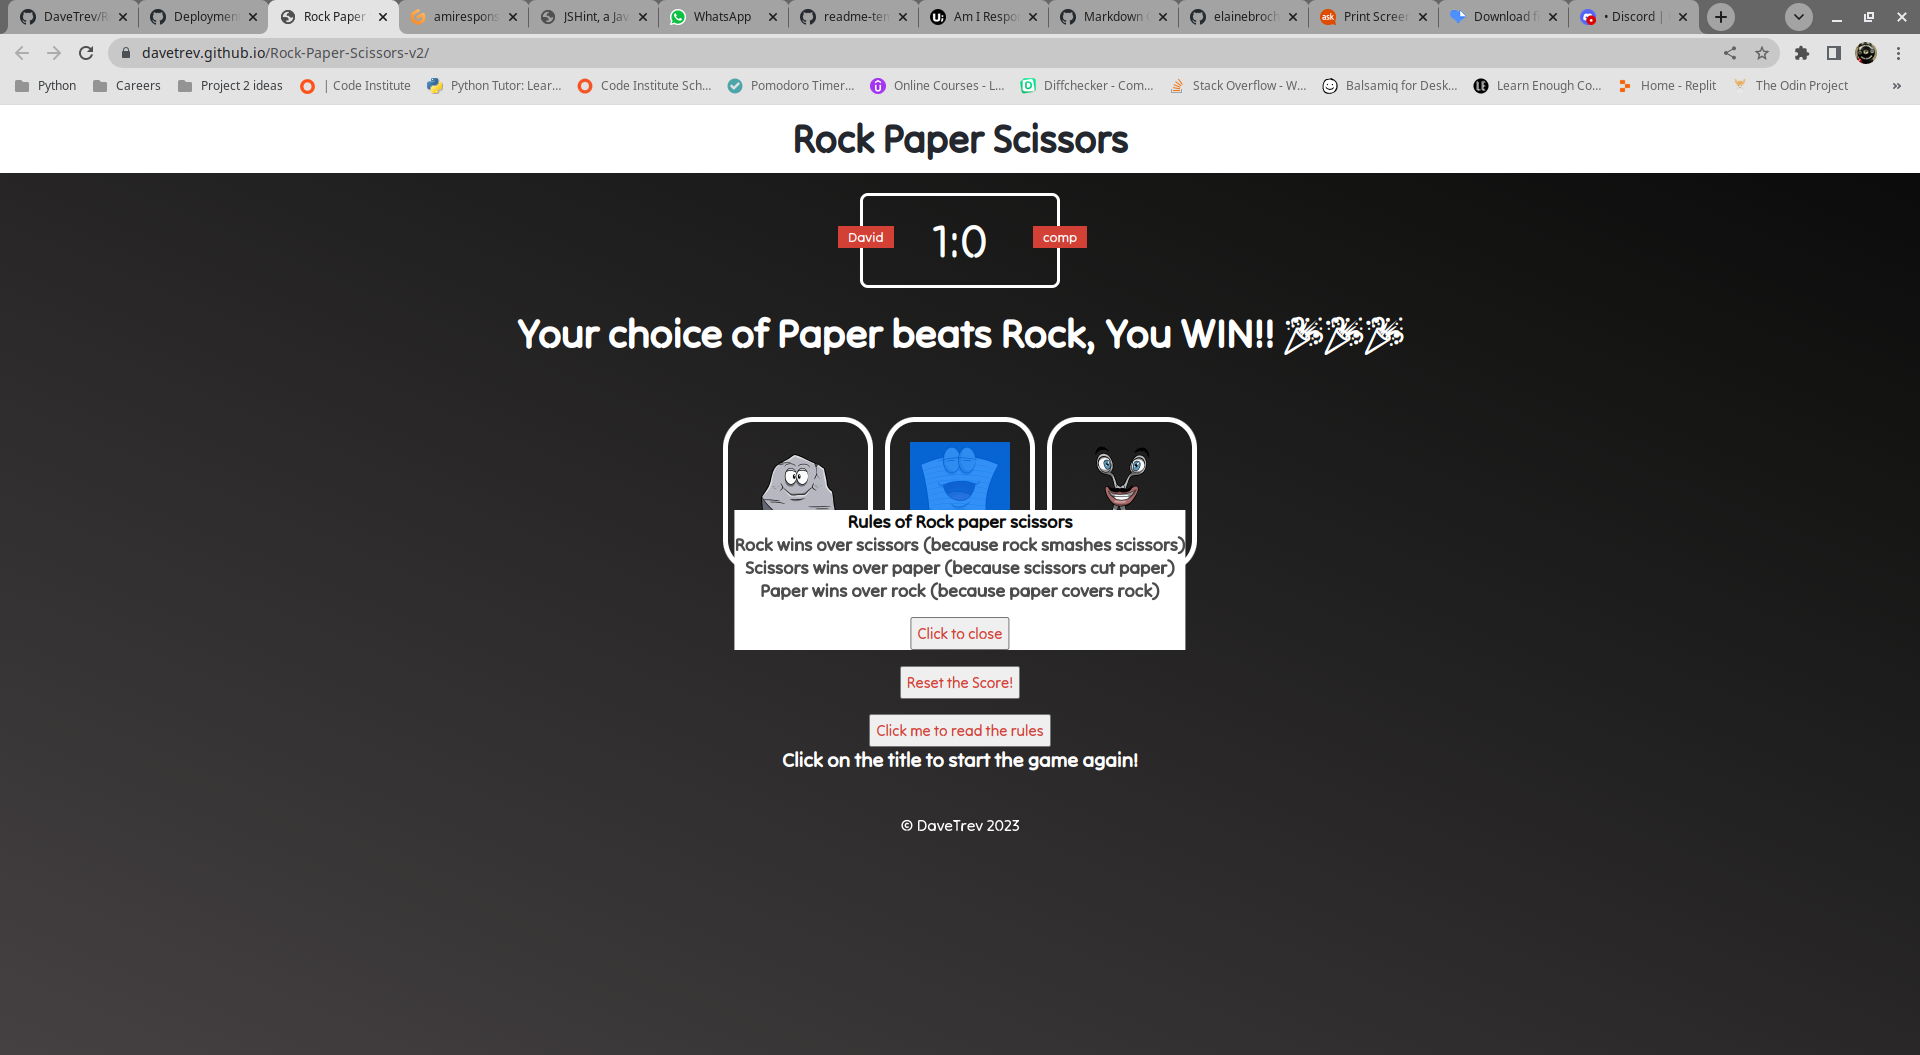 DaveTrev/R
Deploymen
Rock Paper
amirespons
JSHint, a Jav
WhatsApp
readme-tem
Am I Respo
Markdown
elainebroch
Print Screen
Download f
• Discord |
davetrev.github.io/Rock-Paper-Scissors-v2/
Python
Careers
Project 2 ideas
| Code Institute
Python Tutor: Lear...
Code Institute Sch...
Pomodoro Timer...
Online Courses - L...
Diffchecker - Com...
Stack Overflow - W...
Balsamiq for Desk...
Learn Enough Co...
Home - Replit
The Odin Project
»
Rock Paper Scissors
David
1:0
comp
Your choice of Paper beats Rock, You WIN!! 🎉🎉🎉
Rules of Rock paper scissors
Rock wins over scissors (because rock smashes scissors)
Scissors wins over paper (because scissors cut paper)
Paper wins over rock (because paper covers rock)
Click to close
Reset the Score!
Click me to read the rules
Click on the title to start the game again!
© DaveTrev 2023